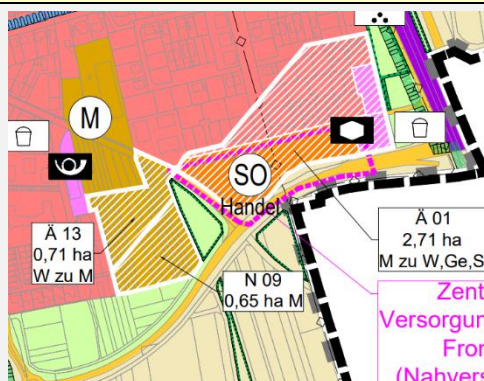 M
SO
Handel
Ä 13
0,71 ha
W zu M
N 09
0,65 ha M
Ä 01
2,71 ha
M zu W,Ge,S
Zent
Versorgun
Fron
(Nahvers